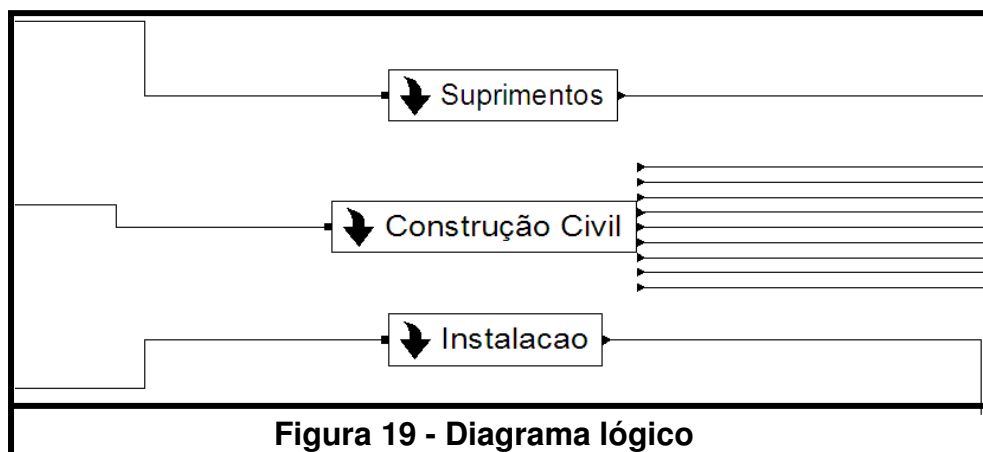 Suprimentos
Construção Civil
Instalacao
Figura 19 - Diagrama lógico